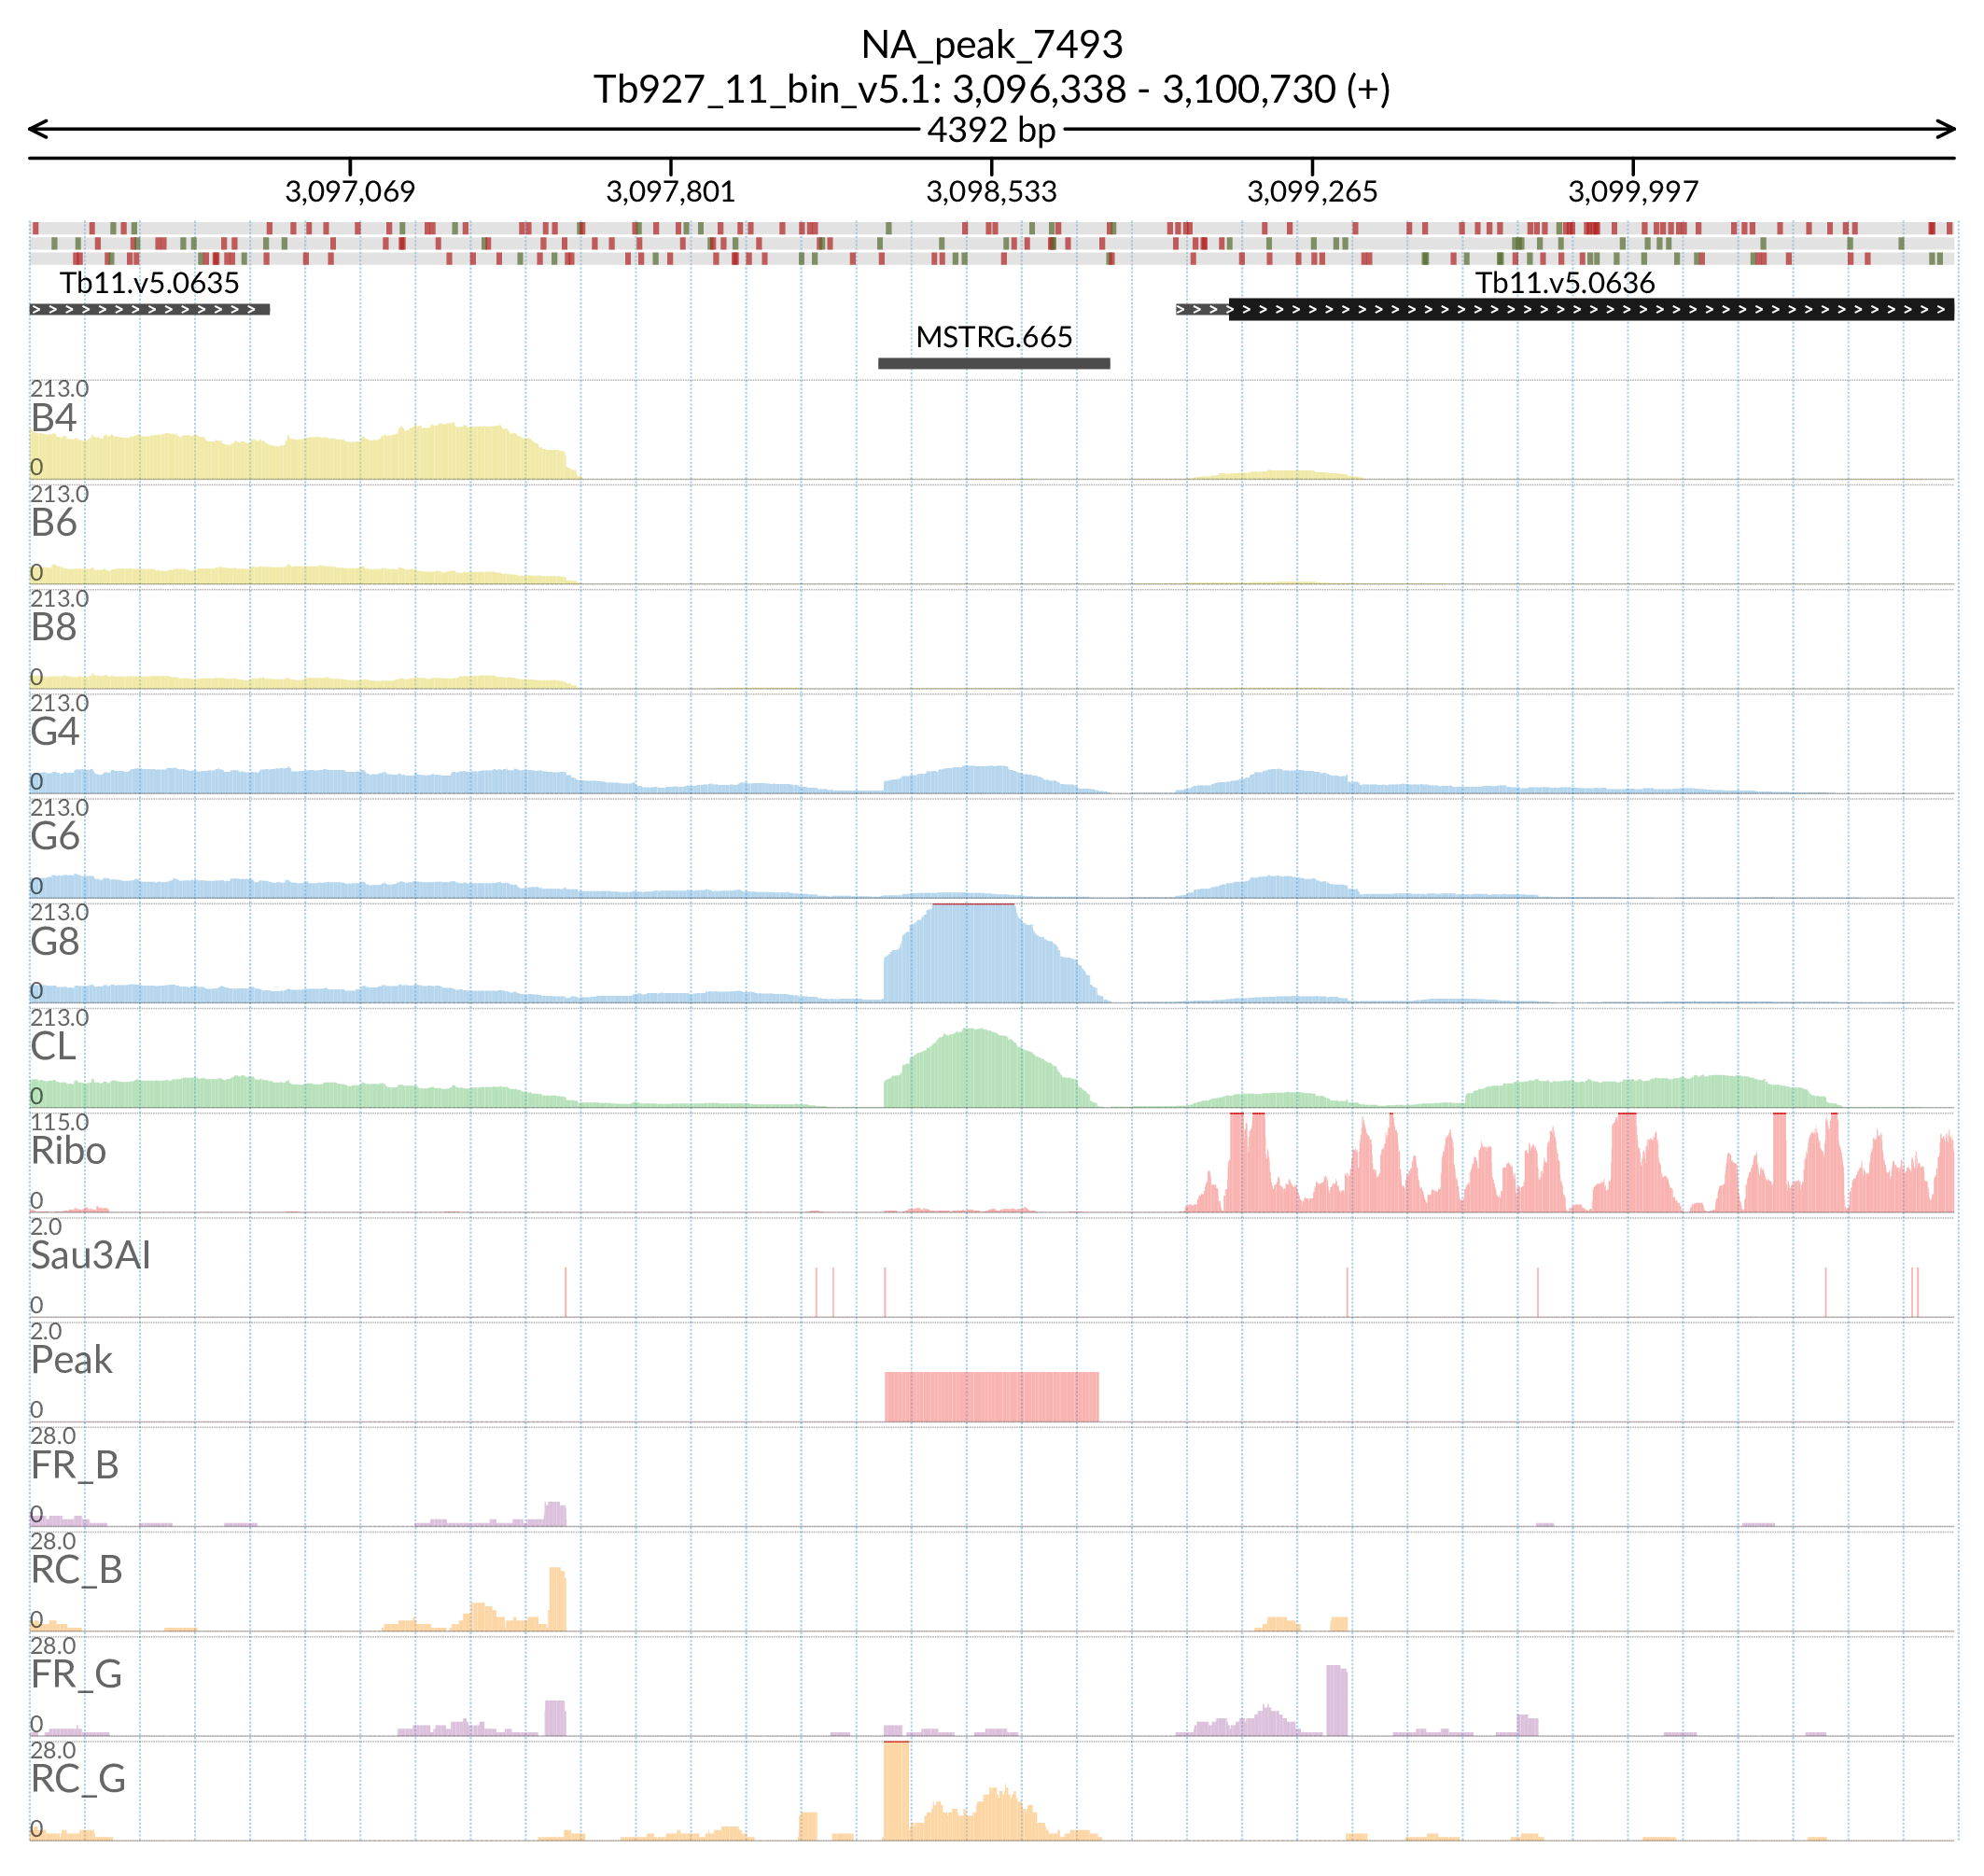 NA_peak_7493
Tb927_11_bin_v5.1: 3,096,338 - 3,100,730 (+)
4392 bp
3,097,069 3,097,801 3,098,533 3,099,265 3,099,997
Tb11.v5.0635 Tb11.v5.0636
MSTRG.665
213.0
B4
0
213.0
B6
0
213.0
B8
0
213.0
G4
0
213.0
G6
0
213.0
G8
0
213.0
CL
0
115.0
Ribo
0
2.0
Sau3AI
0
2.0
Peak
0
28.0
FR_B
0
28.0
RC_B
0
28.0
FR_G
0
28.0
RC_G
0